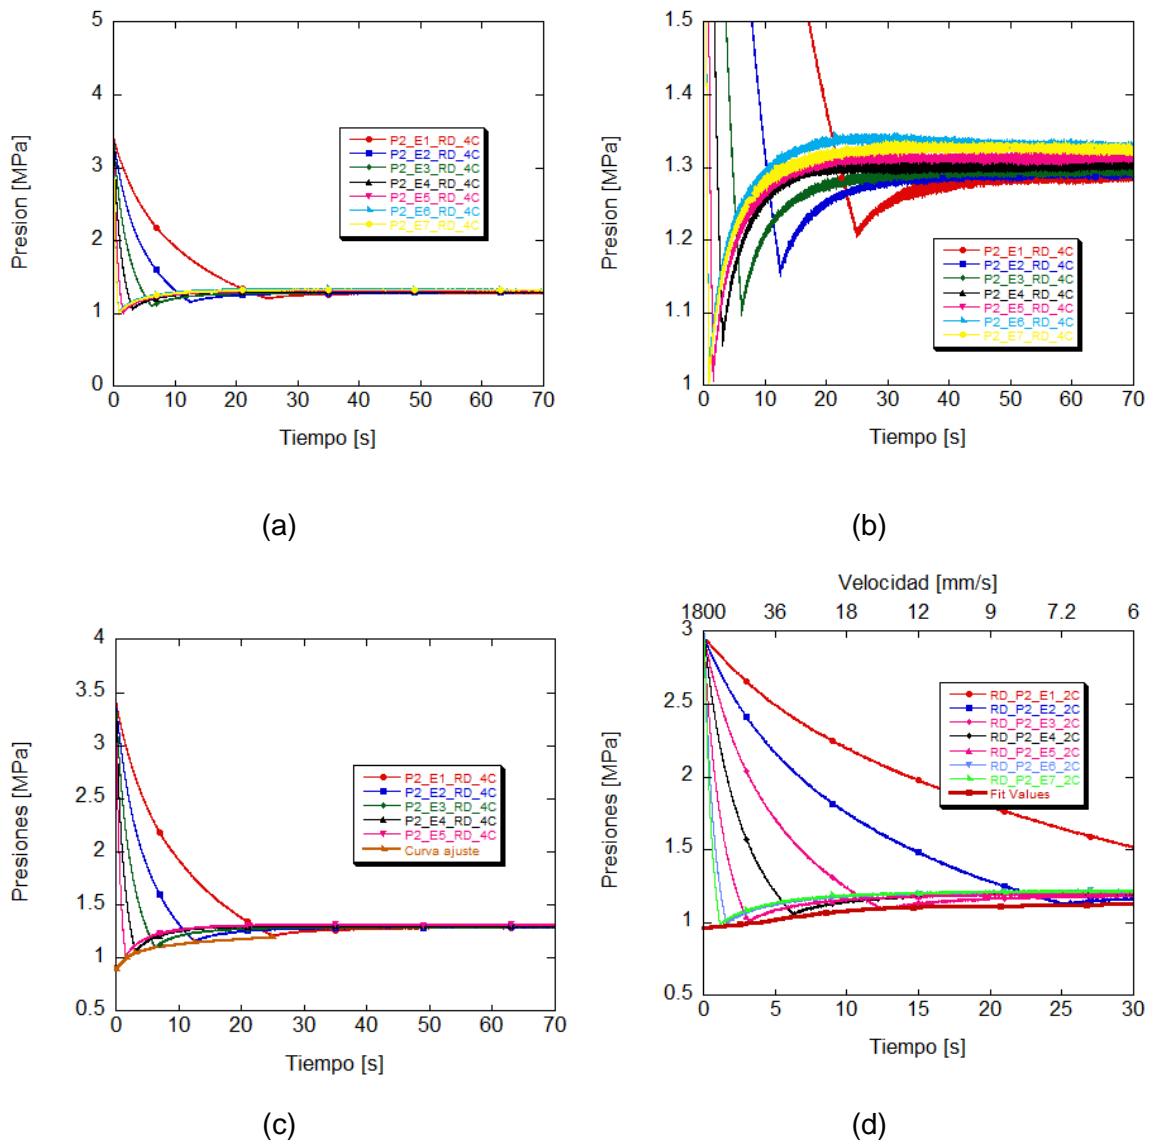 5
4
3
2
1
0
Presion [MPa]
0 10 20 30 40 50 60 70
Tiempo [s]
P2_E1_RD_4C
P2_E2_RD_4C
P2_E3_RD_4C
P2_E4_RD_4C
P2_E5_RD_4C
P2_E6_RD_4C
P2_E7_RD_4C
(a)
1.5
1.4
1.3
1.2
1.1
1
Presion [MPa]
0 10 20 30 40 50 60 70
Tiempo [s]
P2_E1_RD_4C
P2_E2_RD_4C
P2_E3_RD_4C
P2_E4_RD_4C
P2_E5_RD_4C
P2_E6_RD_4C
P2_E7_RD_4C
(b)
4
3.5
3
2.5
2
1.5
1
0.5
Presiones [MPa]
0 10 20 30 40 50 60 70
Tiempo [s]
P2_E1_RD_4C
P2_E2_RD_4C
P2_E3_RD_4C
P2_E4_RD_4C
P2_E5_RD_4C
Curva ajuste
(c)
Velocidad [mm/s]
1800 36 18 12 9 7.2 6
3
2.5
2
1.5
1
0.5
Presiones [MPa]
0 5 10 15 20 25 30
Tiempo [s]
RD_P2_E1_2C
RD_P2_E2_2C
RD_P2_E3_2C
RD_P2_E4_2C
RD_P2_E5_2C
RD_P2_E6_2C
RD_P2_E7_2C
Fit Values
(d)